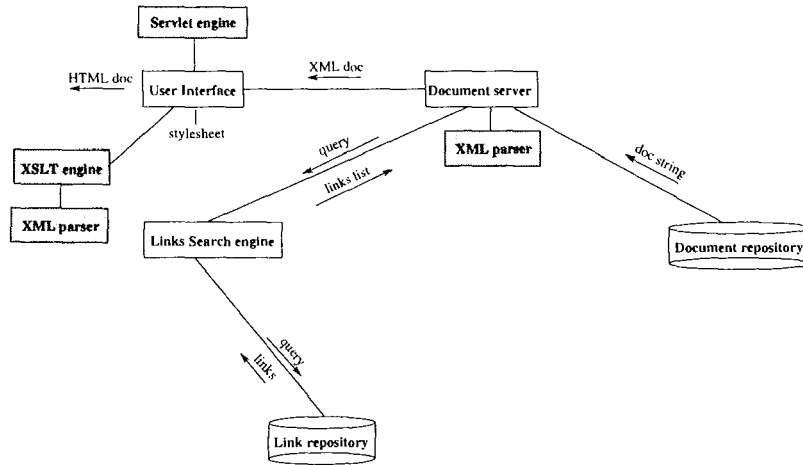 Servlet engine
HTML doc
User Interface
XML doc
Document server
stylesheet
query
links list
XML parser
doc string
XSLT engine
XML parser
Links Search engine
Document repository
query
links
Link repository